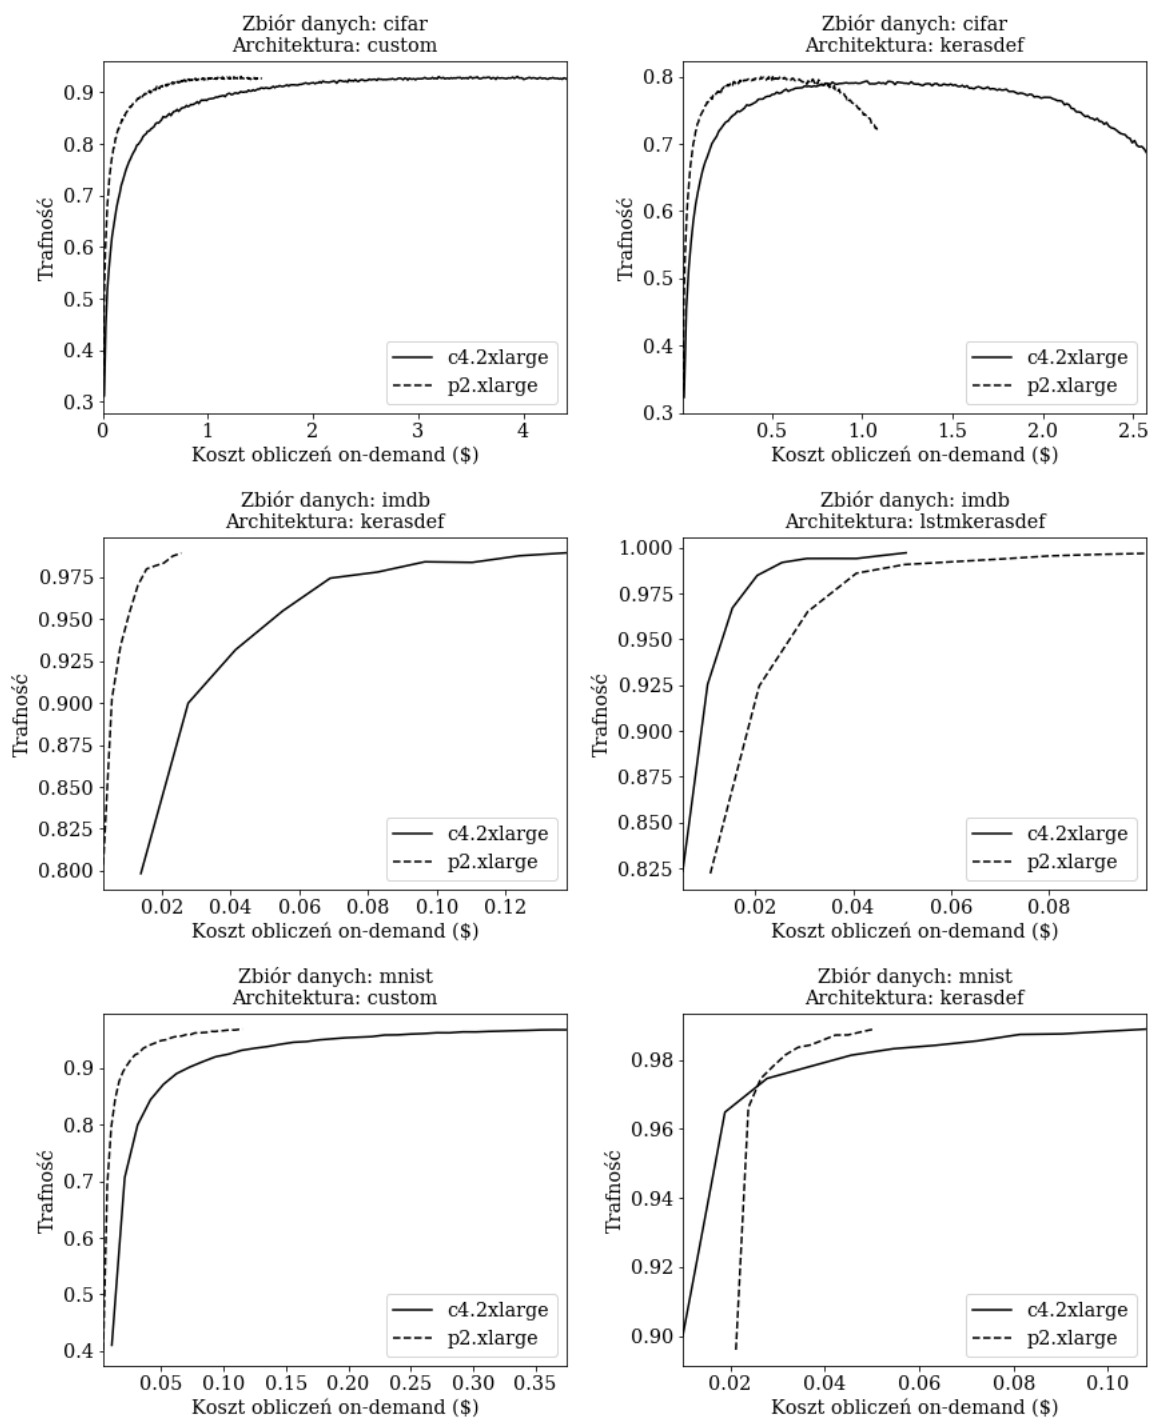 Zbiór danych: cifar
Architektura: custom
Trafność
0.9
0.8
0.7
0.6
0.5
0.4
0.3
c4.2xlarge
p2.xlarge
0 1 2 3 4
Koszt obliczeń on-demand ($)
Zbiór danych: cifar
Architektura: kerasdef
Trafność
0.8
0.7
0.6
0.5
0.4
0.3
c4.2xlarge
p2.xlarge
0.5 1.0 1.5 2.0 2.5
Koszt obliczeń on-demand ($)
Zbiór danych: imdb
Architektura: kerasdef
Trafność
0.975
0.950
0.925
0.900
0.875
0.850
0.825
0.800
c4.2xlarge
p2.xlarge
0.02 0.04 0.06 0.08 0.10 0.12
Koszt obliczeń on-demand ($)
Zbiór danych: imdb
Architektura: lstmkerasdef
Trafność
1.000
0.975
0.950
0.925
0.900
0.875
0.850
0.825
c4.2xlarge
p2.xlarge
0.02 0.04 0.06 0.08
Koszt obliczeń on-demand ($)
Zbiór danych: mnist
Architektura: custom
Trafność
0.9
0.8
0.7
0.6
0.5
0.4
c4.2xlarge
p2.xlarge
0.05 0.10 0.15 0.20 0.25 0.30 0.35
Koszt obliczeń on-demand ($)
Zbiór danych: mnist
Architektura: kerasdef
Trafność
0.98
0.96
0.94
0.92
0.90
c4.2xlarge
p2.xlarge
0.02 0.04 0.06 0.08 0.10
Koszt obliczeń on-demand ($)